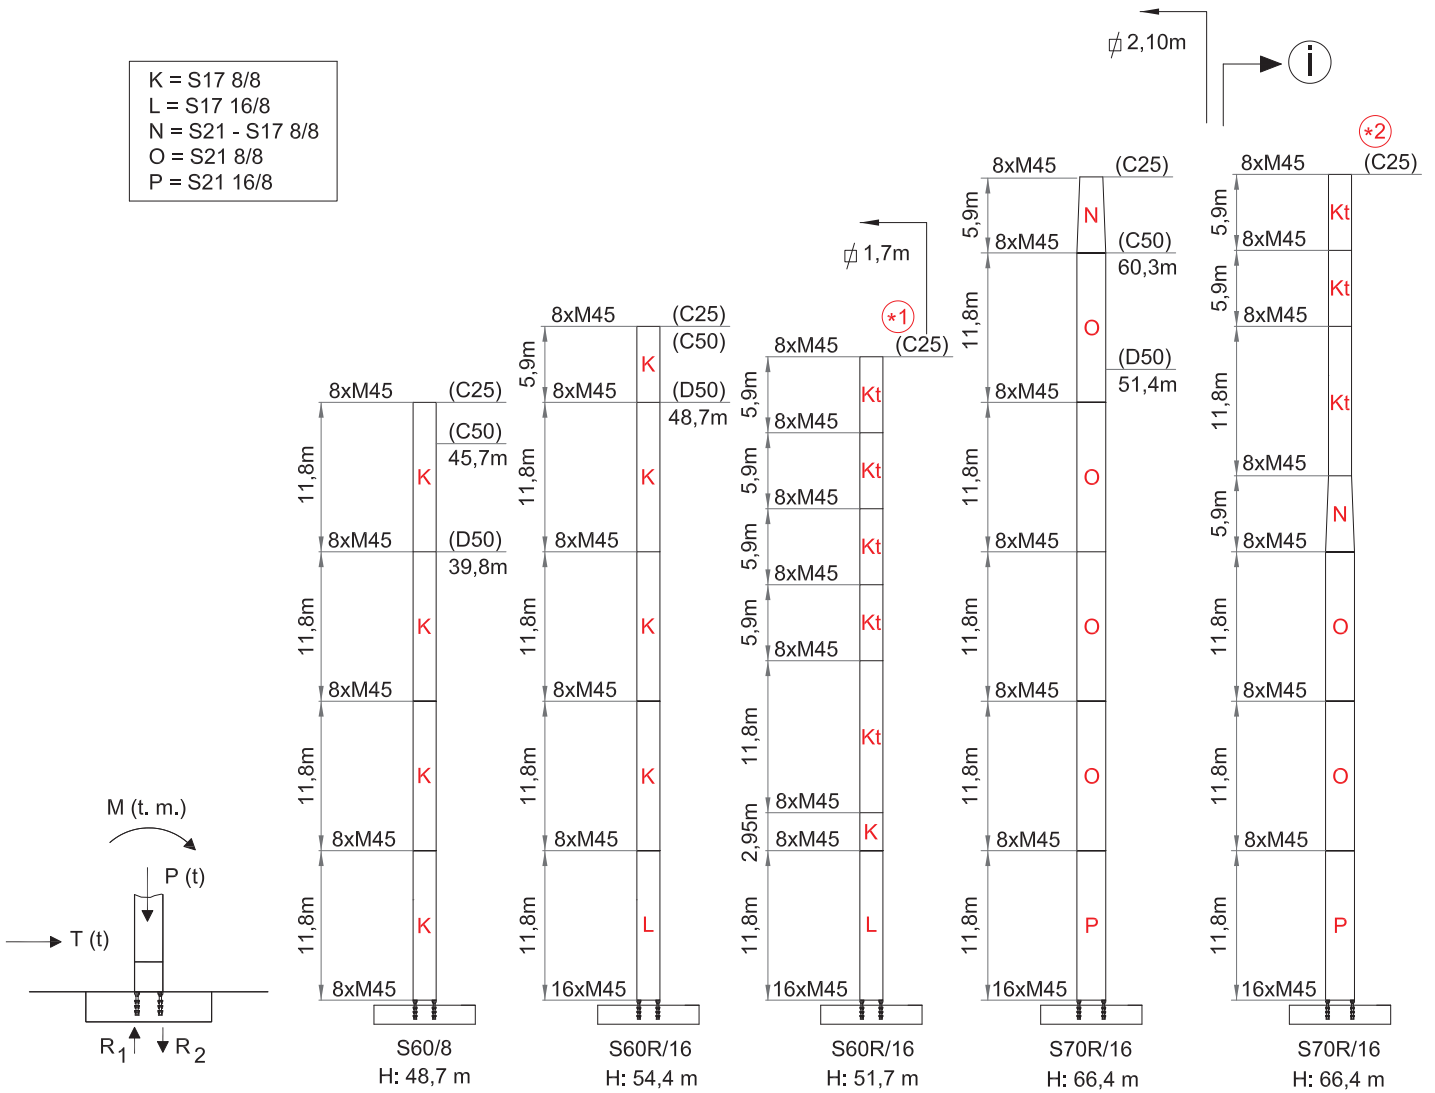 K = S17 8/8
L = S17 16/8
N = S21 - S17 8/8
O = S21 8/8
P = S21 16/8
M (t. m.)
P (t)
T (t)
R1
R2
8xM45
(C25)
(C50)
45,7m
11,8m
K
8xM45
(D50)
39,8m
11,8m
K
8xM45
11,8m
K
8xM45
11,8m
K
8xM45
S60/8
H: 48,7 m
8xM45
(C25)
(C50)
5,9m
K
8xM45
(D50)
48,7m
11,8m
K
8xM45
11,8m
K
8xM45
11,8m
K
8xM45
11,8m
L
16xM45
S60R/16
H: 54,4 m
1,7m
*1
8xM45
(C25)
5,9m
Kt
8xM45
5,9m
Kt
8xM45
5,9m
Kt
8xM45
5,9m
Kt
8xM45
11,8m
Kt
8xM45
2,95m
K
8xM45
11,8m
L
16xM45
S60R/16
H: 51,7 m
2,10m
i
8xM45
(C25)
5,9m
N
8xM45
(C50)
60,3m
11,8m
O
(D50)
51,4m
8xM45
11,8m
O
8xM45
11,8m
O
8xM45
11,8m
O
8xM45
11,8m
P
16xM45
S70R/16
H: 66,4 m
*2
8xM45
(C25)
5,9m
Kt
8xM45
5,9m
Kt
8xM45
11,8m
Kt
8xM45
5,9m
N
8xM45
11,8m
O
8xM45
11,8m
O
8xM45
11,8m
P
16xM45
S70R/16
H: 66,4 m